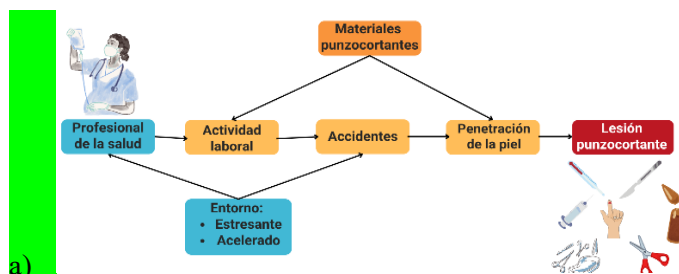 Materiales
punzocortantes
Profesional
de la salud
Actividad
laboral
Accidentes
Penetración
de la piel
Lesión
punzocortante
Entorno:
• Estresante
• Acelerado
a)